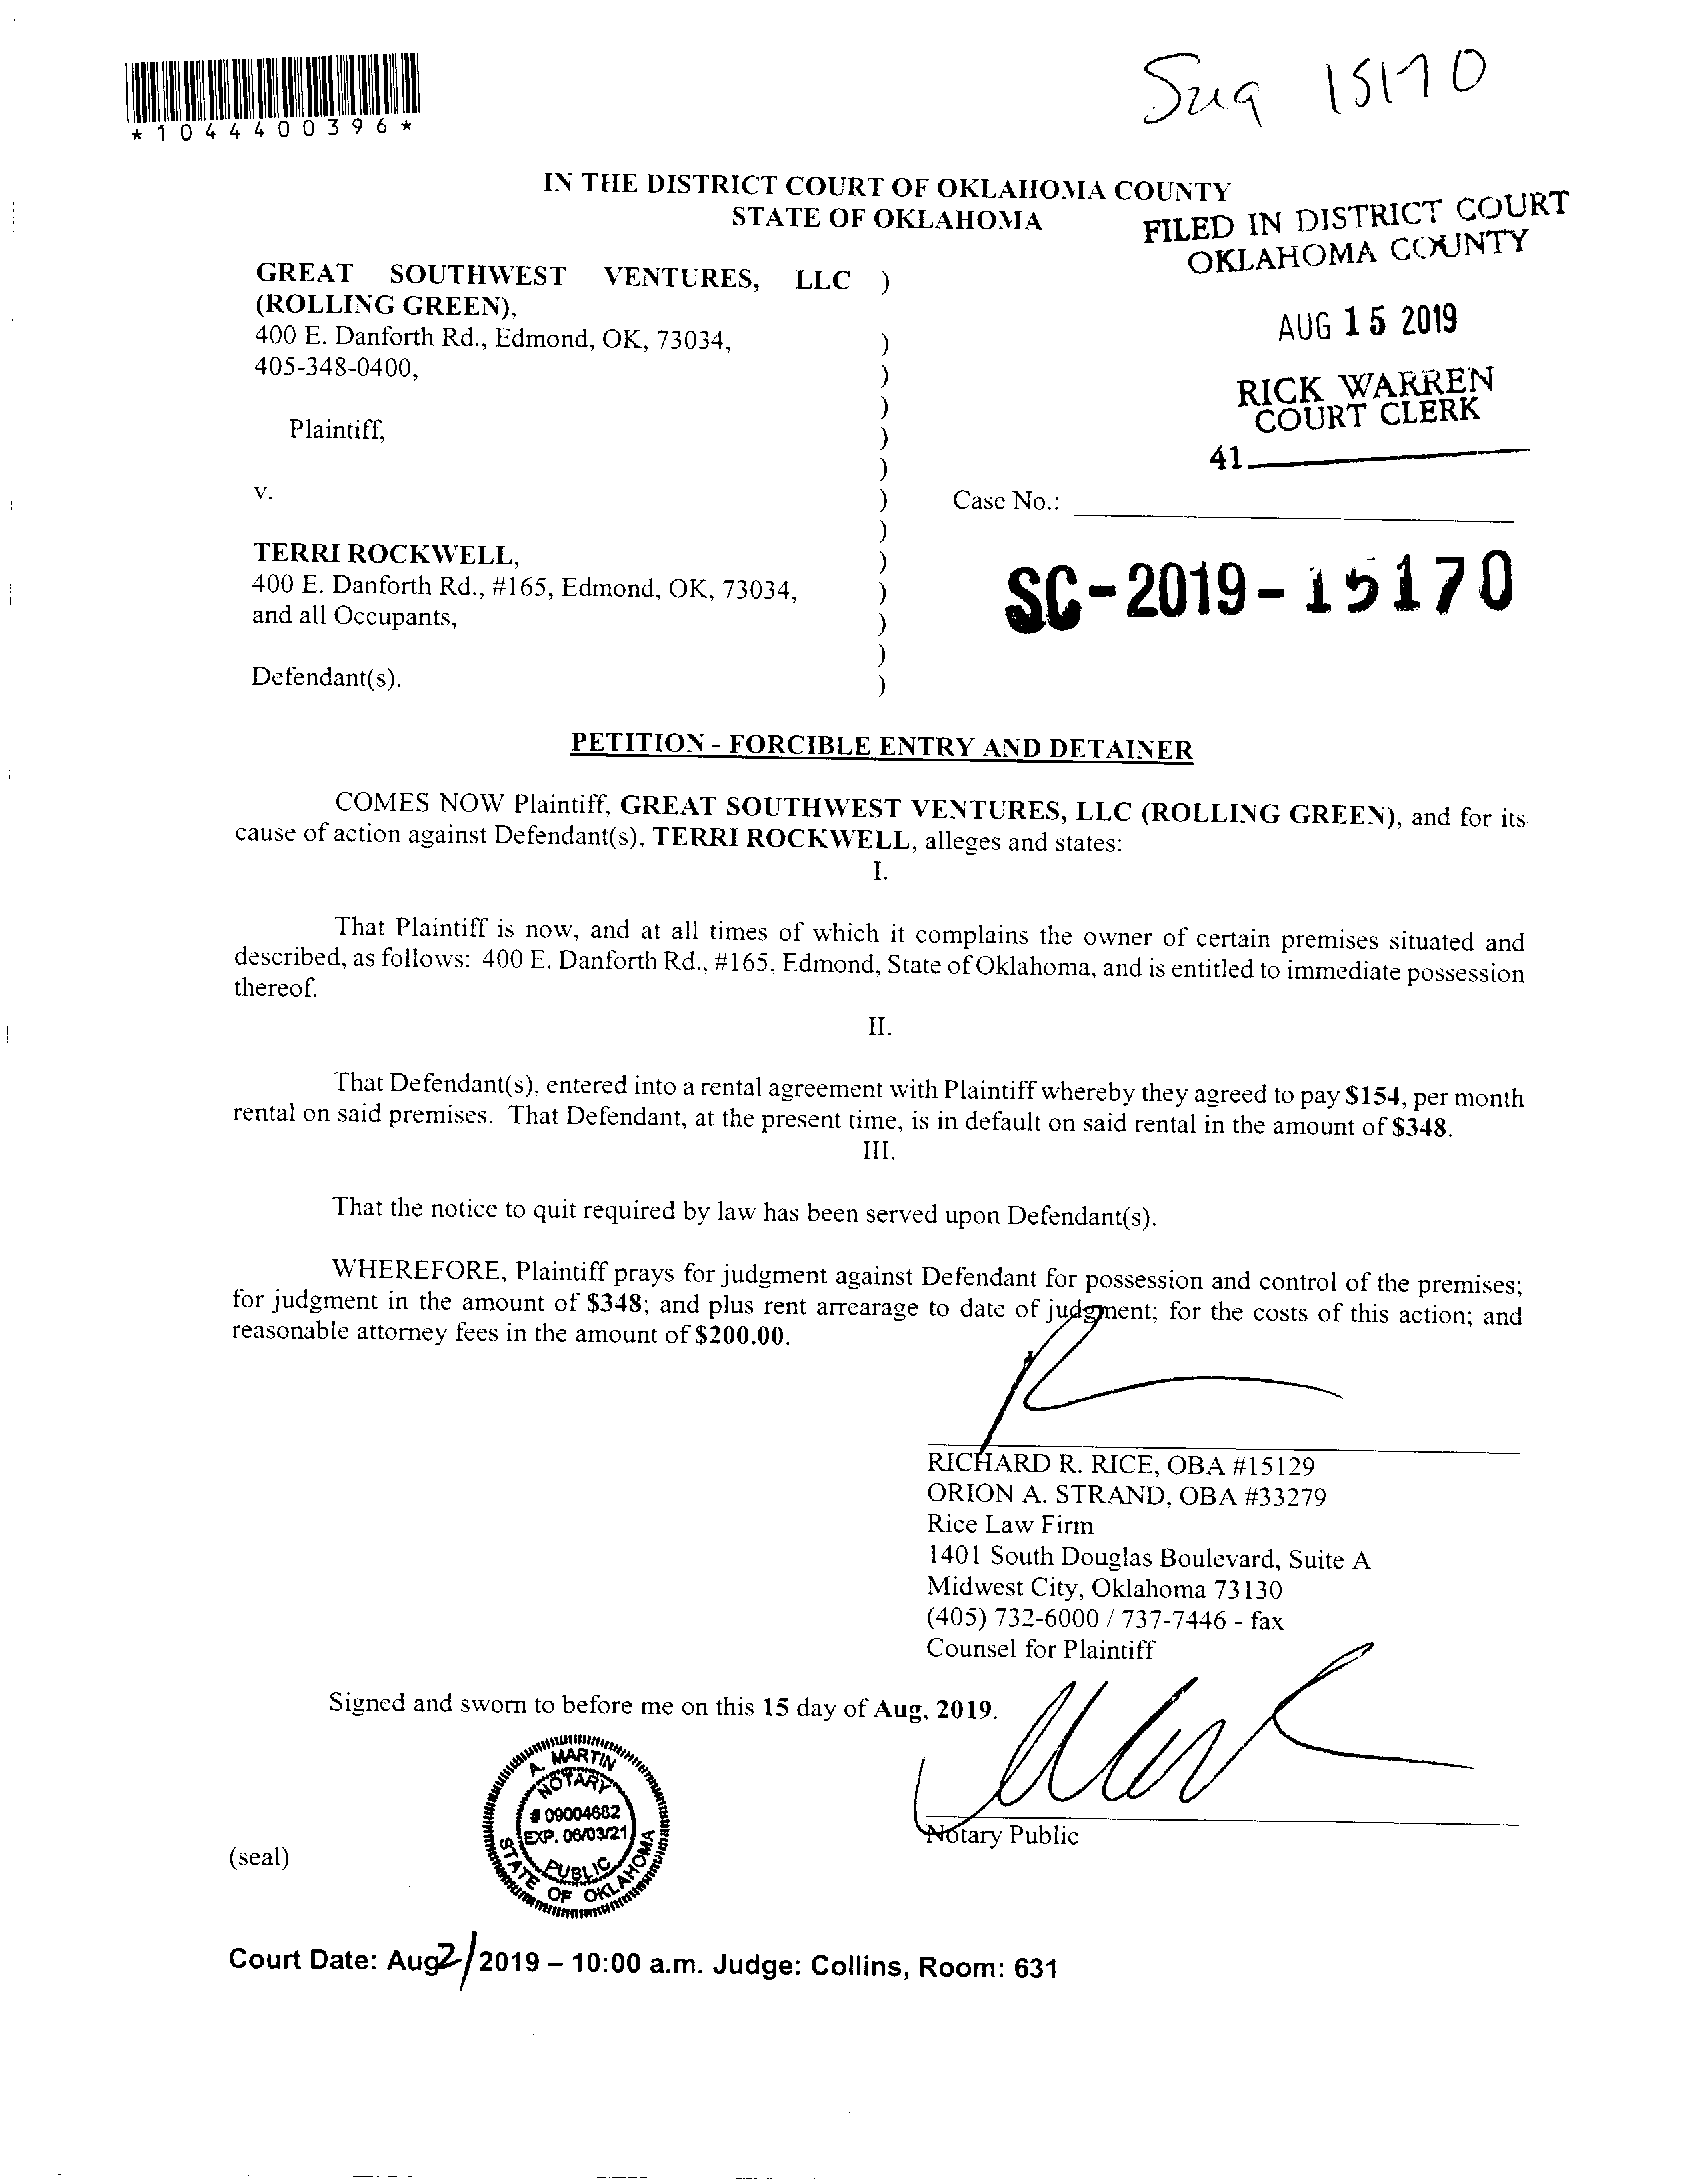 *1044400396*
15170
IN THE DISTRICT COURT OF OKLAHOMA COUNTY
STATE OF OKLAHOMA
FILED IN DISTRICT COURT
OKLAHOMA COUNTY
AUG 15 2019
RICK WARREN
COURT CLERK
41
GREAT SOUTHWEST VENTURES, LLC )
(ROLLING GREEN),
400 E. Danforth Rd., Edmond, OK, 73034, )
405-348-0400, )
)
Plaintiff, )
)
v. ) Case No.:
)
TERRI ROCKWELL, )
400 E. Danforth Rd., #165, Edmond, OK, 73034, )
and all Occupants, )
)
Defendant(s). )
SC-2019-15170
PETITION - FORCIBLE ENTRY AND DETAINER
COMES NOW Plaintiff, GREAT SOUTHWEST VENTURES, LLC (ROLLING GREEN), and for its
cause of action against Defendant(s), TERRI ROCKWELL, alleges and states:
I.
That Plaintiff is now, and at all times of which it complains the owner of certain premises situated and
described, as follows: 400 E. Danforth Rd., #165, Edmond, State of Oklahoma, and is entitled to immediate possession
thereof.
II.
That Defendant(s), entered into a rental agreement with Plaintiff whereby they agreed to pay $154, per month
rental on said premises. That Defendant, at the present time, is in default on said rental in the amount of $348.
III.
That the notice to quit required by law has been served upon Defendant(s).
WHEREFORE, Plaintiff prays for judgment against Defendant for possession and control of the premises;
for judgment in the amount of $348; and plus rent arrearage to date of judgment; for the costs of this action; and
reasonable attorney fees in the amount of $200.00.
RICHARD R. RICE, OBA #15129
ORION A. STRAND, OBA #33279
Rice Law Firm
1401 South Douglas Boulevard, Suite A
Midwest City, Oklahoma 73130
(405) 732-6000 / 737-7446 - fax
Counsel for Plaintiff
Signed and sworn to before me on this 15 day of Aug, 2019.
A. MARTIN
NOTARY
# 09004682
EXP. 06/03/21
PUBLIC
STATE OF OKLAHOMA
Notary Public
(seal)
Court Date: Aug 2/2019 – 10:00 a.m. Judge: Collins, Room: 631